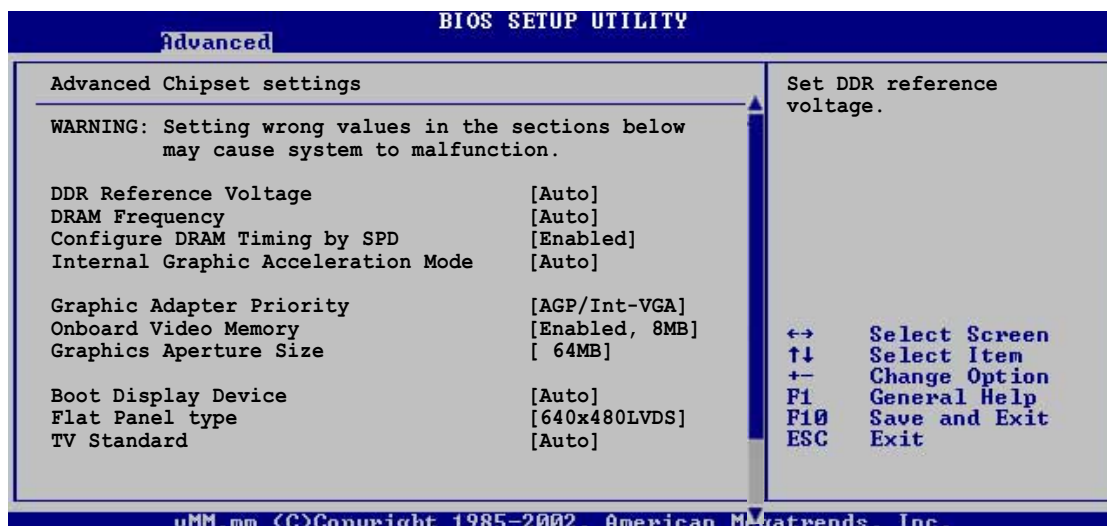 BIOS SETUP UTILITY
Advanced
Advanced Chipset settings
WARNING: Setting wrong values in the sections below
may cause system to malfunction.
DDR Reference Voltage [Auto]
DRAM Frequency [Auto]
Configure DRAM Timing by SPD [Enabled]
Internal Graphic Acceleration Mode [Auto]
Graphic Adapter Priority [AGP/Int-VGA]
Onboard Video Memory [Enabled, 8MB]
Graphics Aperture Size [ 64MB]
Boot Display Device [Auto]
Flat Panel type [640x480LVDS]
TV Standard [Auto]
Set DDR reference
voltage.
←→ Select Screen
↑↓ Select Item
+- Change Option
F1 General Help
F10 Save and Exit
ESC Exit
vMM.mm (C)Copyright 1985-2002, American Megatrends, Inc.